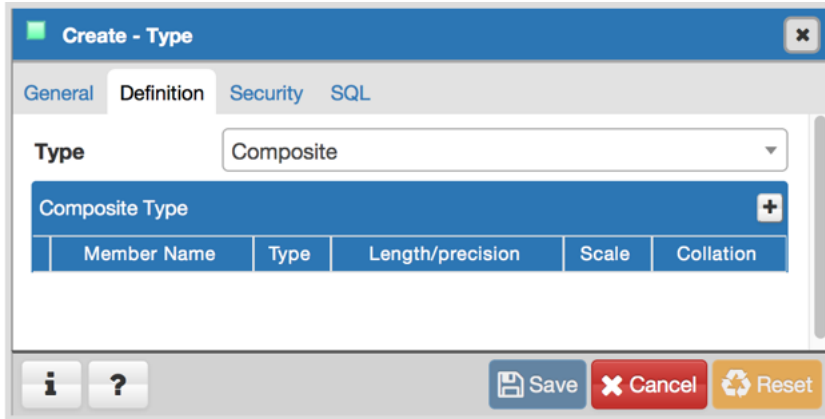 Create - Type
General Definition Security SQL
Type Composite
Composite Type
Member Name Type Length/precision Scale Collation
i ? Save Cancel Reset